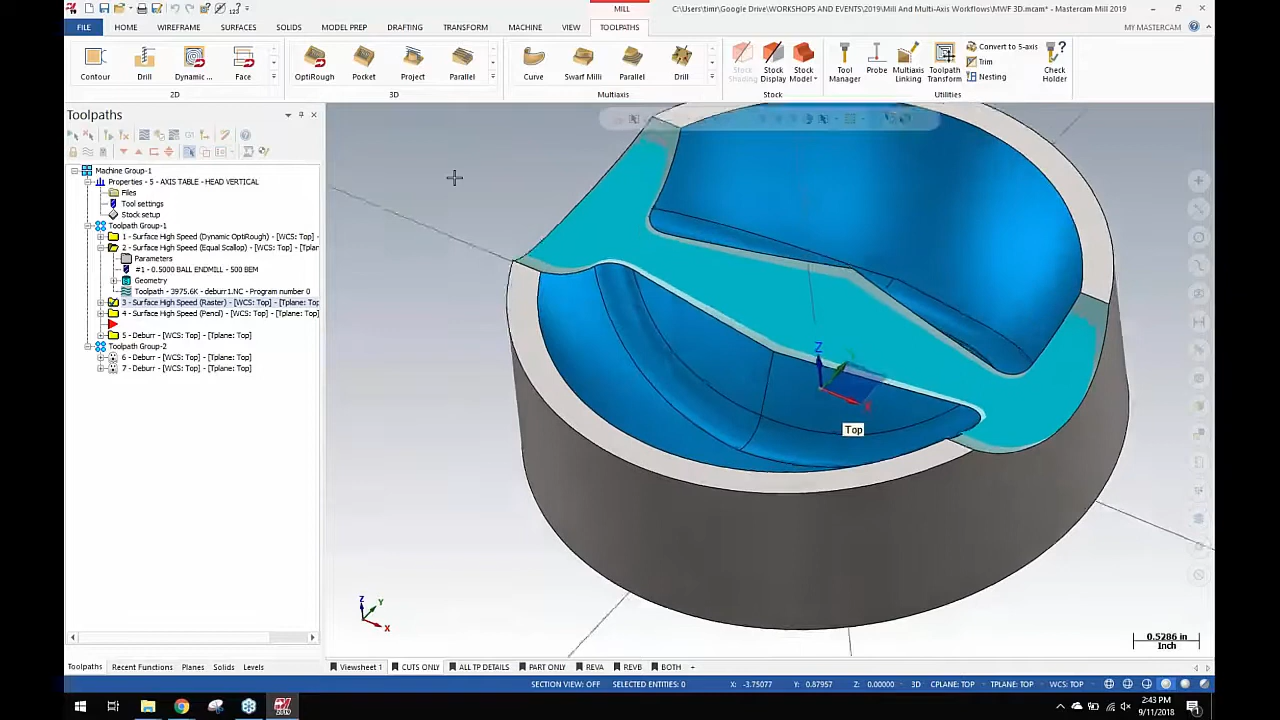 MILL
C:\Users\timr\Google Drive\WORKSHOPS AND EVENTS\2019\Mill And Multi-Axis Workflows\MWF 3D.mcam* - Mastercam Mill 2019
FILE HOME WIREFRAME SURFACES SOLIDS MODEL PREP DRAFTING TRANSFORM MACHINE VIEW TOOLPATHS MY MASTERCAM
Contour Drill Dynamic ... Face OptiRough Pocket Project Parallel Curve Swarf Milli Parallel Drill Stock Shading Stock Display Stock Model Tool Manager Probe Multiaxis Linking Toolpath Transform Convert to 5-axis Trim Nesting Check Holder
2D 3D Multiaxis Stock Utilities
Toolpaths
Machine Group-1
Properties - 5 - AXIS TABLE - HEAD VERTICAL
Files
Tool settings
Stock setup
Toolpath Group-1
1 - Surface High Speed (Dynamic OptiRough) - [WCS: Top]
2 - Surface High Speed (Equal Scallop) - [WCS: Top] - [Tplan
Parameters
#1 - 0.5000 BALL ENDMILL - 500 BEM
Geometry
Toolpath - 3975.6K - deburr1.NC - Program number 0
3 - Surface High Speed (Raster) - [WCS: Top] - [Tplane: Top
4 - Surface High Speed (Pencil) - [WCS: Top] - [Tplane: Top]
5 - Deburr - [WCS: Top] - [Tplane: Top]
Toolpath Group-2
6 - Deburr - [WCS: Top] - [Tplane: Top]
7 - Deburr - [WCS: Top] - [Tplane: Top]
Z
X
Top
Z
Y
X
0.5286 in
Inch
Toolpaths Recent Functions Planes Solids Levels Viewsheet 1 CUTS ONLY ALL TP DETAILS PART ONLY REVA REVB BOTH +
SECTION VIEW: OFF SELECTED ENTITIES: 0 X: -3.75077 Y: 0.87957 Z: 0.00000 3D CPLANE: TOP TPLANE: TOP WCS: TOP
2:43 PM
9/11/2018